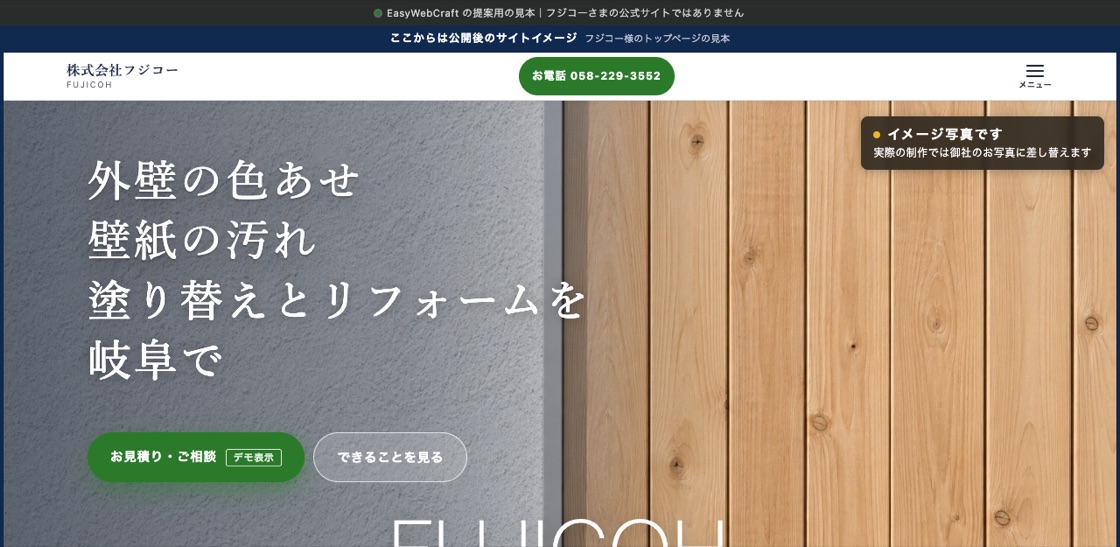 EasyWebCraft の提案用の見本｜フジコーさまの公式サイトではありません
ここからは公開後のサイトイメージ フジコー様のトップページの見本
株式会社フジコー
FUJICOH
お電話 058-229-3552
メニュー
イメージ写真です
実際の制作では御社のお写真に差し替えます
外壁の色あせ
壁紙の汚れ
塗り替えとリフォームを
岐阜で
お見積り・ご相談 デモ表示
できることを見る
FUJICOH